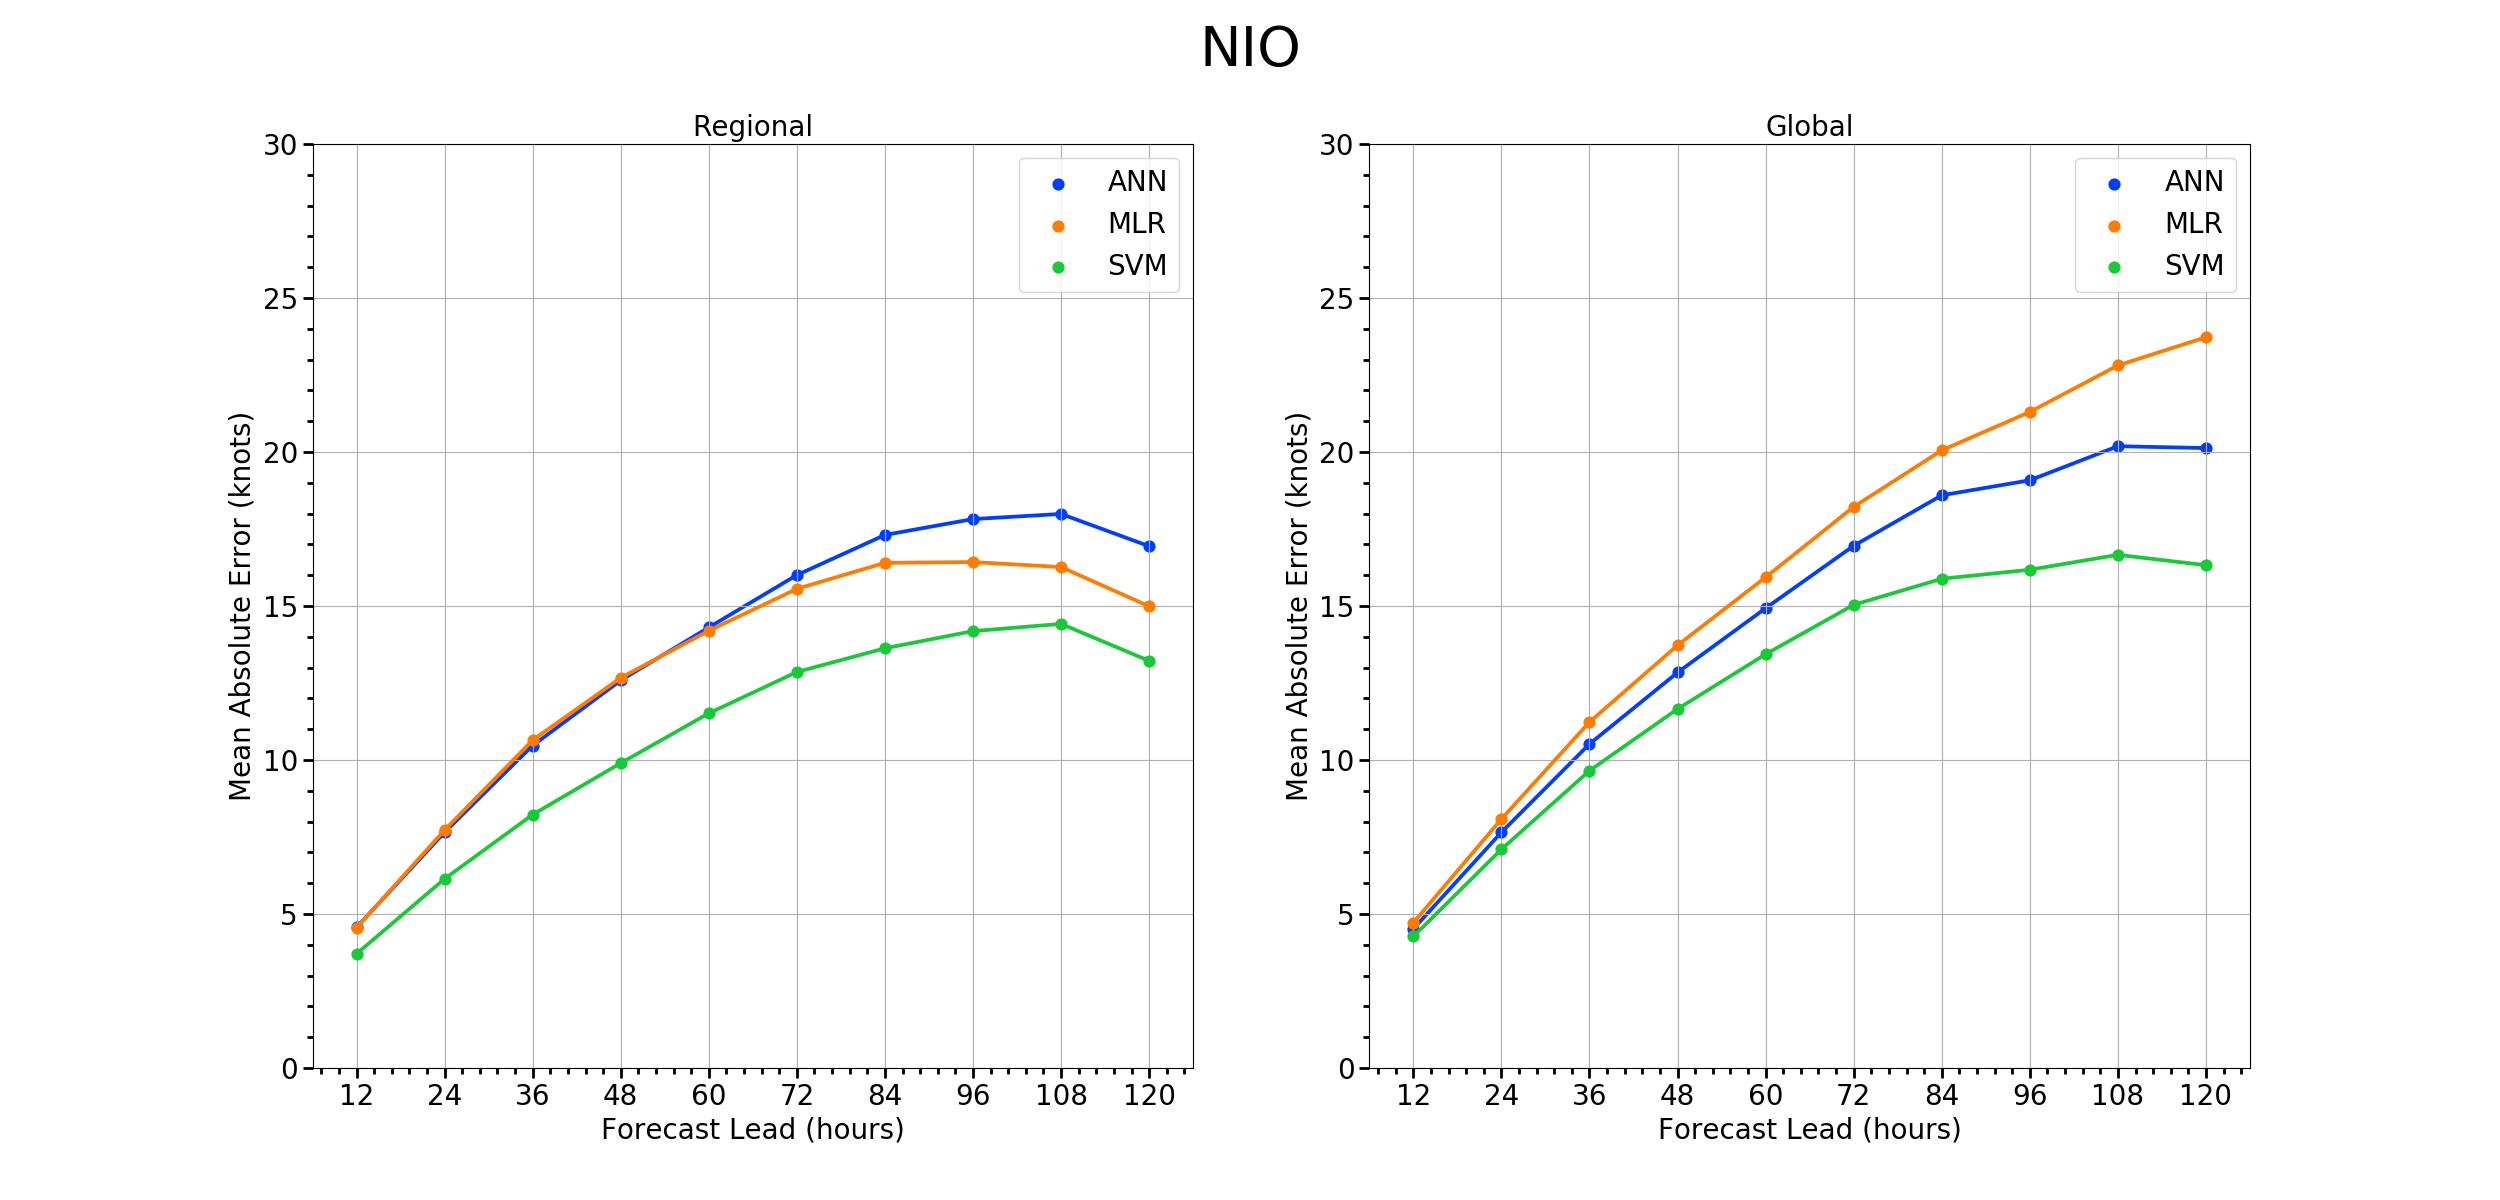 NIO
Regional
30
25
20
15
10
5
0
Mean Absolute Error (knots)
ANN
MLR
SVM
12 24 36 48 60 72 84 96 108 120
Forecast Lead (hours)
Global
30
25
20
15
10
5
0
Mean Absolute Error (knots)
ANN
MLR
SVM
12 24 36 48 60 72 84 96 108 120
Forecast Lead (hours)